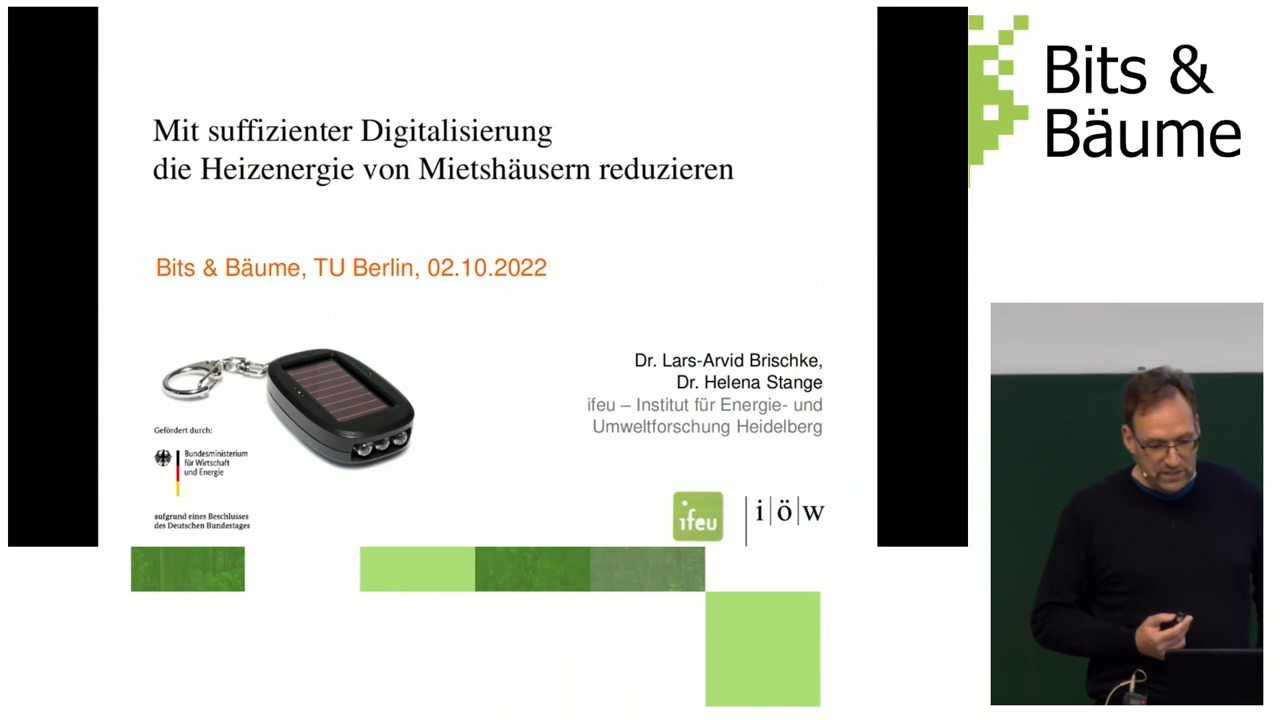 Mit suffizienter Digitalisierung
die Heizenergie von Mietshäusern reduzieren
Bits & Bäume, TU Berlin, 02.10.2022
Dr. Lars-Arvid Brischke,
Dr. Helena Stange
ifeu – Institut für Energie- und
Umweltforschung Heidelberg
Gefördert durch:
Bundesministerium
für Wirtschaft
und Energie
aufgrund eines Beschlusses
des Deutschen Bundestages
ifeu
i|ö|w
Bits &
Bäume